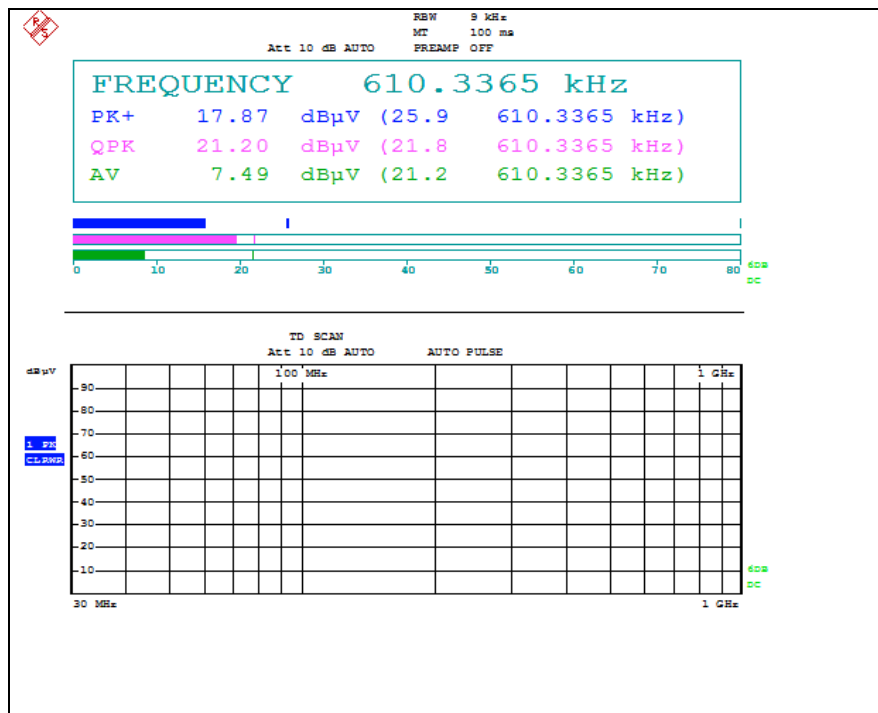 R S
RBW 9 kHz
MT 100 ms
Att 10 dB AUTO PREAMP OFF
FREQUENCY 610.3365 kHz
PK+ 17.87 dBµV (25.9 610.3365 kHz)
QPK 21.20 dBµV (21.8 610.3365 kHz)
AV 7.49 dBµV (21.2 610.3365 kHz)
0 10 20 30 40 50 60 70 80
6DB
DC
TD SCAN
Att 10 dB AUTO AUTO PULSE
dBµV
100 MHz 1 GHz
90
80
70
1 PK
CLRWR
60
50
40
30
20
10
6DB
DC
30 MHz 1 GHz